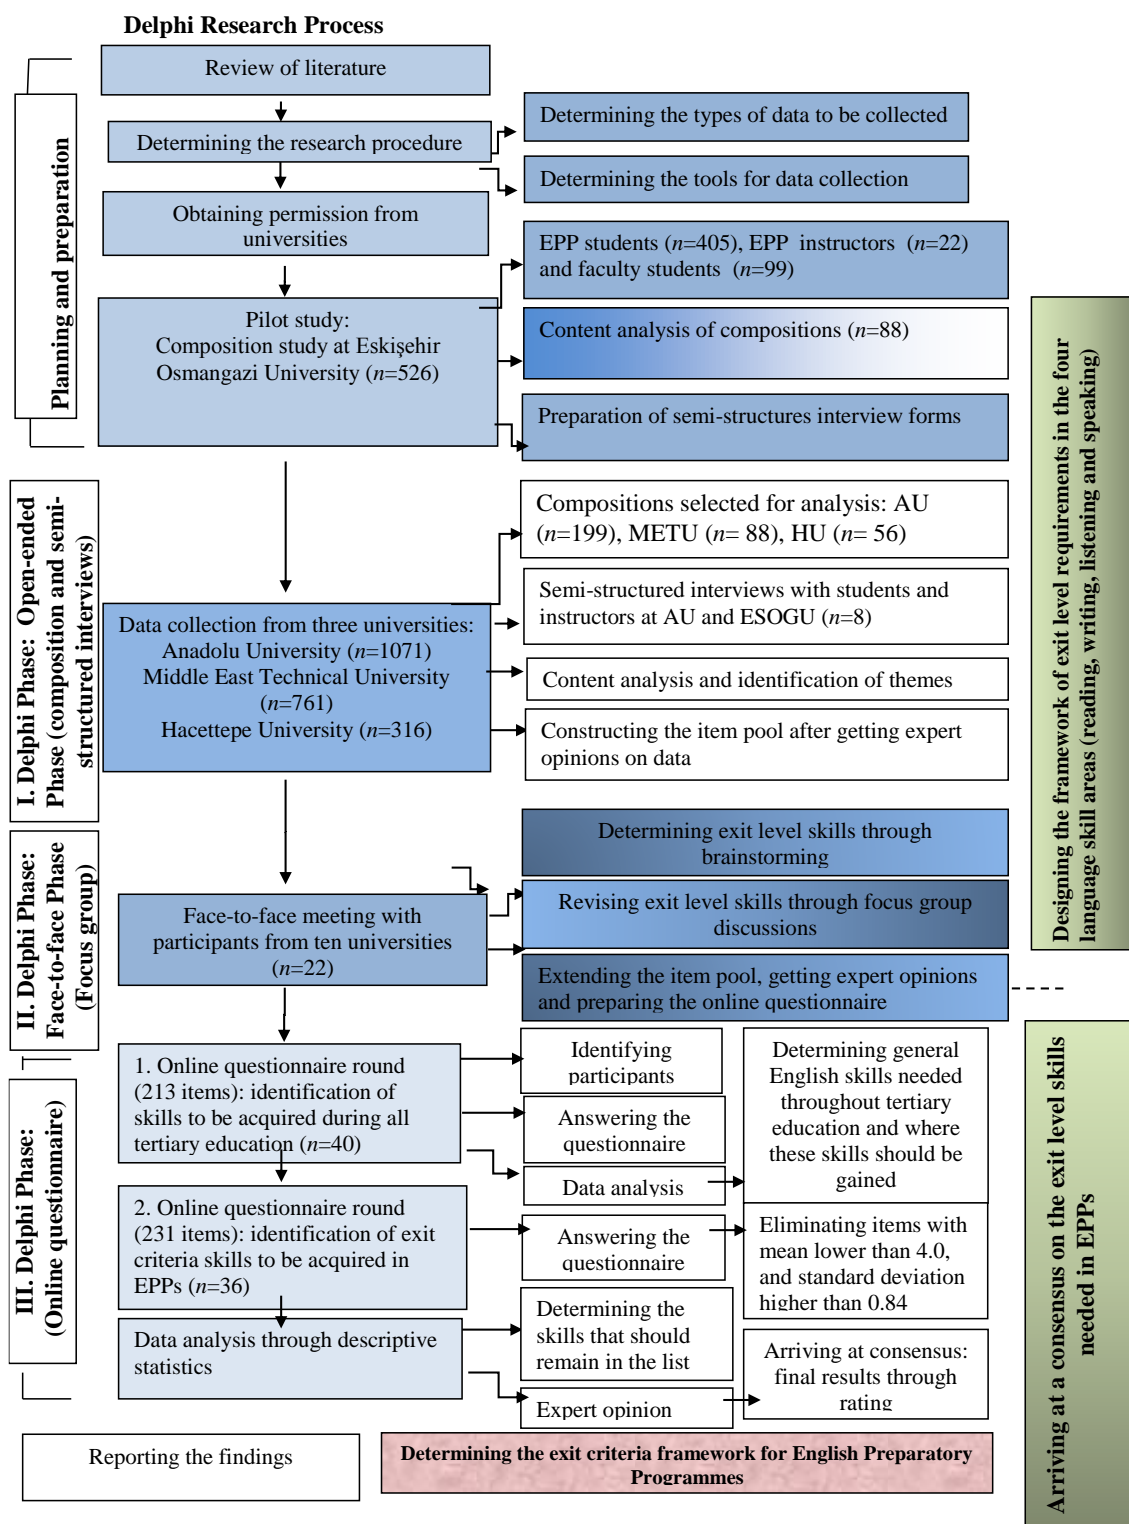 Delphi Research Process
Planning and preparation
Review of literature
Determining the research procedure
Determining the types of data to be collected
Determining the tools for data collection
Obtaining permission from
universities
Pilot study:
Composition study at Eskişehir
Osmangazi University (n=526)
EPP students (n=405), EPP instructors (n=22)
and faculty students (n=99)
Content analysis of compositions (n=88)
Preparation of semi-structures interview forms
Designing the framework of exit level requirements in the four
language skill areas (reading, writing, listening and speaking)
I. Delphi Phase: Open-ended
Phase (composition and semi-
structured interviews)
Data collection from three universities:
Anadolu University (n=1071)
Middle East Technical University
(n=761)
Hacettepe University (n=316)
Compositions selected for analysis: AU
(n=199), METU (n= 88), HU (n= 56)
Semi-structured interviews with students and
instructors at AU and ESOGU (n=8)
Content analysis and identification of themes
Constructing the item pool after getting expert
opinions on data
II. Delphi Phase:
Face-to-face Phase
(Focus group)
Face-to-face meeting with
participants from ten universities
(n=22)
Determining exit level skills through
brainstorming
Revising exit level skills through focus group
discussions
Extending the item pool, getting expert opinions
and preparing the online questionnaire
III. Delphi Phase:
(Online questionnaire)
1. Online questionnaire round
(213 items): identification of
skills to be acquired during all
tertiary education (n=40)
Identifying
participants
Answering the
questionnaire
Data analysis
Determining general
English skills needed
throughout tertiary
education and where
these skills should be
gained
2. Online questionnaire round
(231 items): identification of exit
criteria skills to be acquired in
EPPs (n=36)
Answering the
questionnaire
Eliminating items with
mean lower than 4.0,
and standard deviation
higher than 0.84
Data analysis through descriptive
statistics
Determining the
skills that should
remain in the list
Expert opinion
Arriving at consensus:
final results through
rating
Arriving at a consensus on the exit level skills
needed in EPPs
Reporting the findings
Determining the exit criteria framework for English Preparatory
Programmes